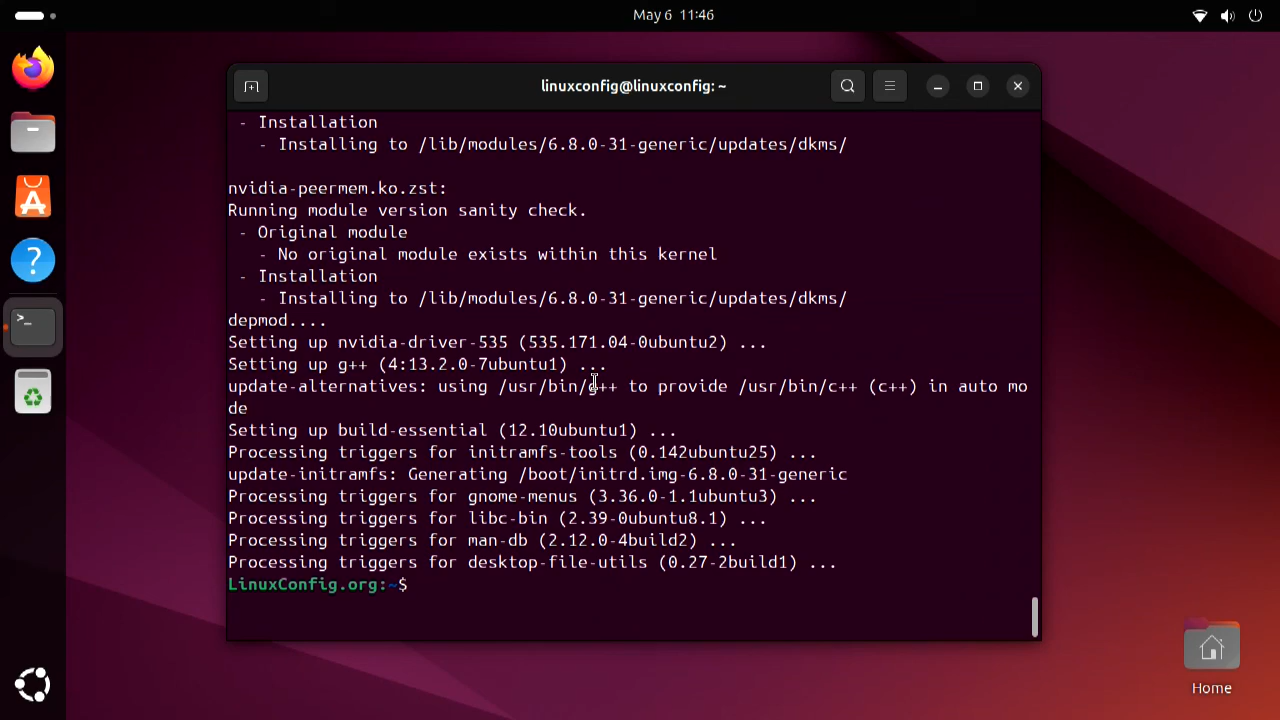 May 6 11:46
linuxconfig@linuxconfig: ~
- Installation
- Installing to /lib/modules/6.8.0-31-generic/updates/dkms/
nvidia-peermem.ko.zst:
Running module version sanity check.
- Original module
- No original module exists within this kernel
- Installation
- Installing to /lib/modules/6.8.0-31-generic/updates/dkms/
depmod....
Setting up nvidia-driver-535 (535.171.04-0ubuntu2) ...
Setting up g++ (4:13.2.0-7ubuntu1) ...
update-alternatives: using /usr/bin/g++ to provide /usr/bin/c++ (c++) in auto mo
de
Setting up build-essential (12.10ubuntu1) ...
Processing triggers for initramfs-tools (0.142ubuntu25) ...
update-initramfs: Generating /boot/initrd.img-6.8.0-31-generic
Processing triggers for gnome-menus (3.36.0-1.1ubuntu3) ...
Processing triggers for libc-bin (2.39-0ubuntu8.1) ...
Processing triggers for man-db (2.12.0-4build2) ...
Processing triggers for desktop-file-utils (0.27-2build1) ...
LinuxConfig.org:~$
Home